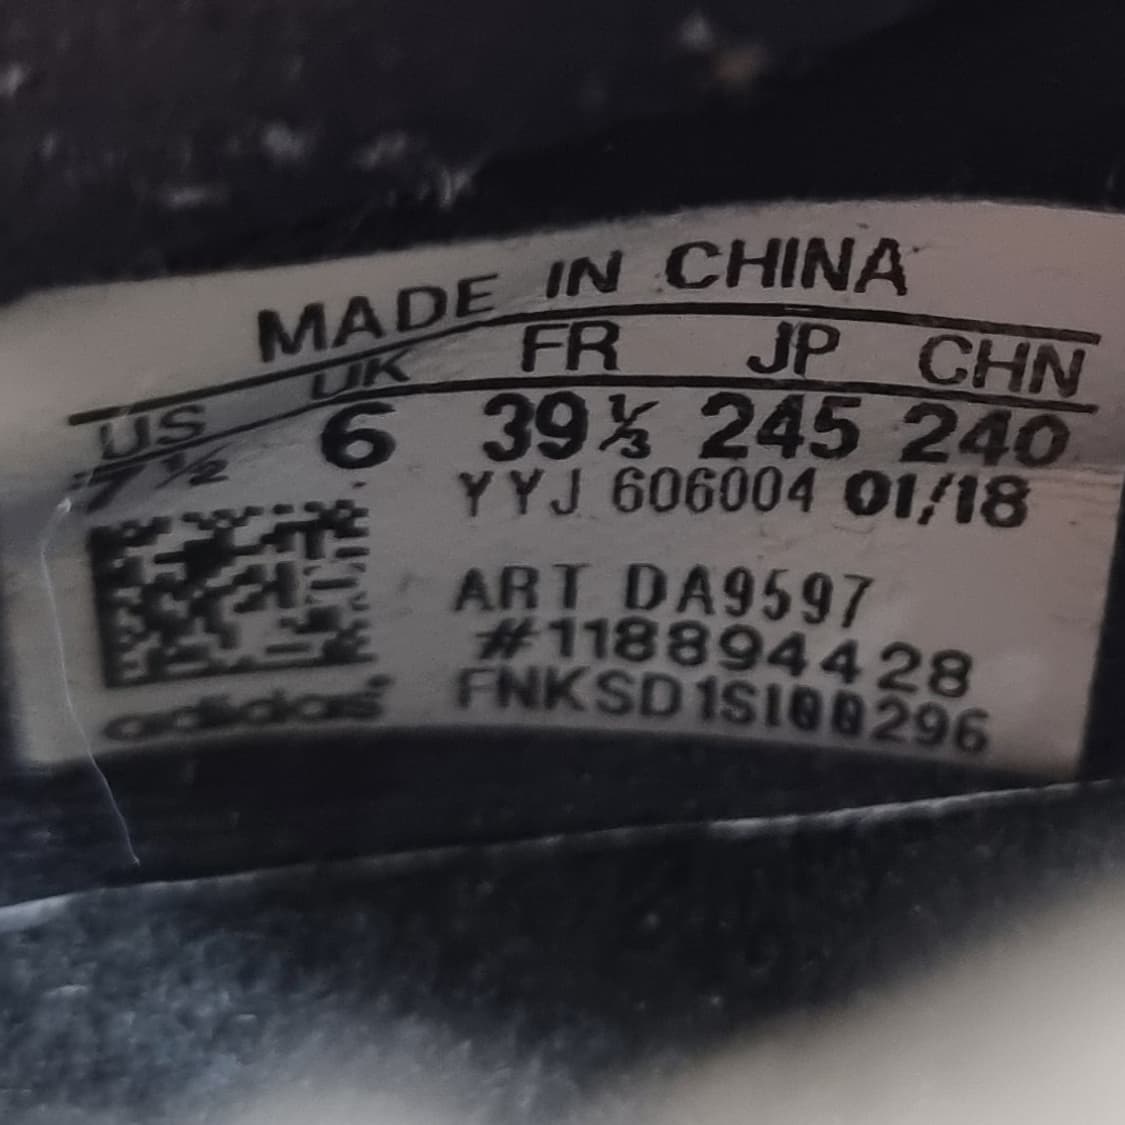 MADE IN CHINA
US UK FR JP CHN
7½ 6 39⅓ 245 240
YYJ 606004 01/18
ART DA9597
#118894428
FNKSD1SI00296
adidas